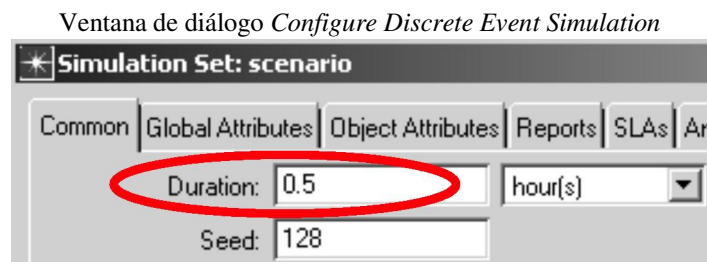 Ventana de diálogo Configure Discrete Event Simulation
Simulation Set: scenario
Common Global Attributes Object Attributes Reports SLAs
Duration: 0.5 hour(s)
Seed: 128